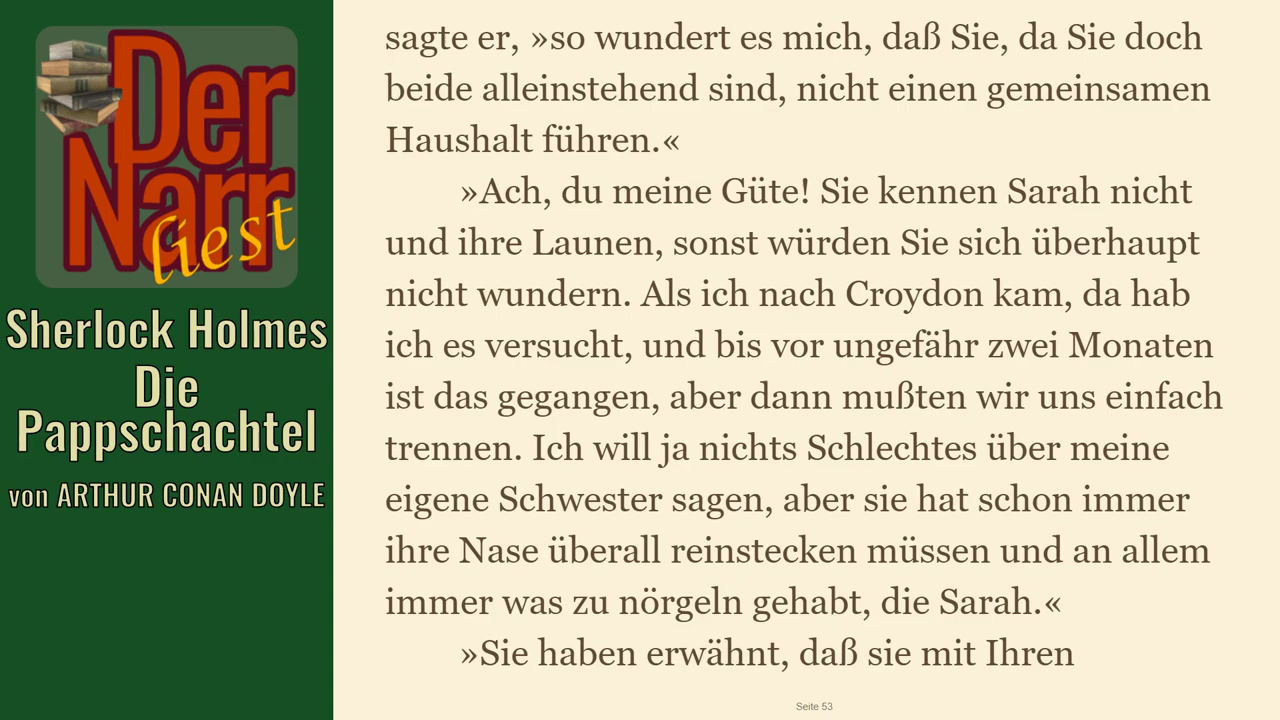 Der
Narr
liest
Sherlock Holmes
Die
Pappschachtel
von ARTHUR CONAN DOYLE
sagte er, »so wundert es mich, daß Sie, da Sie doch
beide alleinstehend sind, nicht einen gemeinsamen
Haushalt führen.«
»Ach, du meine Güte! Sie kennen Sarah nicht
und ihre Launen, sonst würden Sie sich überhaupt
nicht wundern. Als ich nach Croydon kam, da hab
ich es versucht, und bis vor ungefähr zwei Monaten
ist das gegangen, aber dann mußten wir uns einfach
trennen. Ich will ja nichts Schlechtes über meine
eigene Schwester sagen, aber sie hat schon immer
ihre Nase überall reinstecken müssen und an allem
immer was zu nörgeln gehabt, die Sarah.«
»Sie haben erwähnt, daß sie mit Ihren
Seite 53